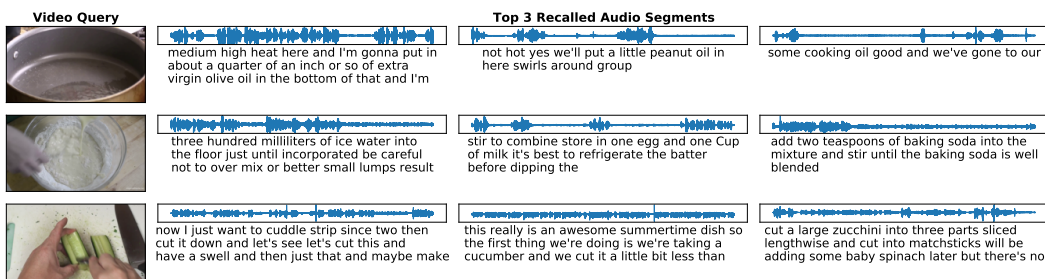 Video Query
Top 3 Recalled Audio Segments
medium high heat here and I'm gonna put in
about a quarter of an inch or so of extra
virgin olive oil in the bottom of that and I'm
not hot yes we'll put a little peanut oil in
here swirls around group
some cooking oil good and we've gone to our
three hundred milliliters of ice water into
the floor just until incorporated be careful
not to over mix or better small lumps result
stir to combine store in one egg and one Cup
of milk it's best to refrigerate the batter
before dipping the
add two teaspoons of baking soda into the
mixture and stir until the baking soda is well
blended
now I just want to cuddle strip since two then
cut it down and let's see let's cut this and
have a swell and then just that and maybe make
this really is an awesome summertime dish so
the first thing we're doing is we're taking a
cucumber and we cut it a little bit less than
cut a large zucchini into three parts sliced
lengthwise and cut into matchsticks will be
adding some baby spinach later but there's no